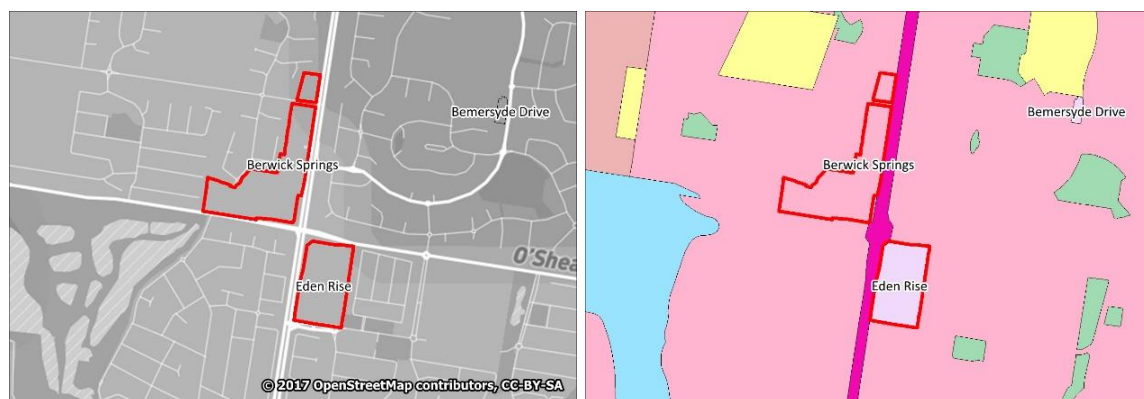 Bemersyde Drive
Berwick Springs
O'Shea
Eden Rise
© 2017 OpenStreetMap contributors, CC-BY-SA
Bemersyde Drive
Berwick Springs
Eden Rise